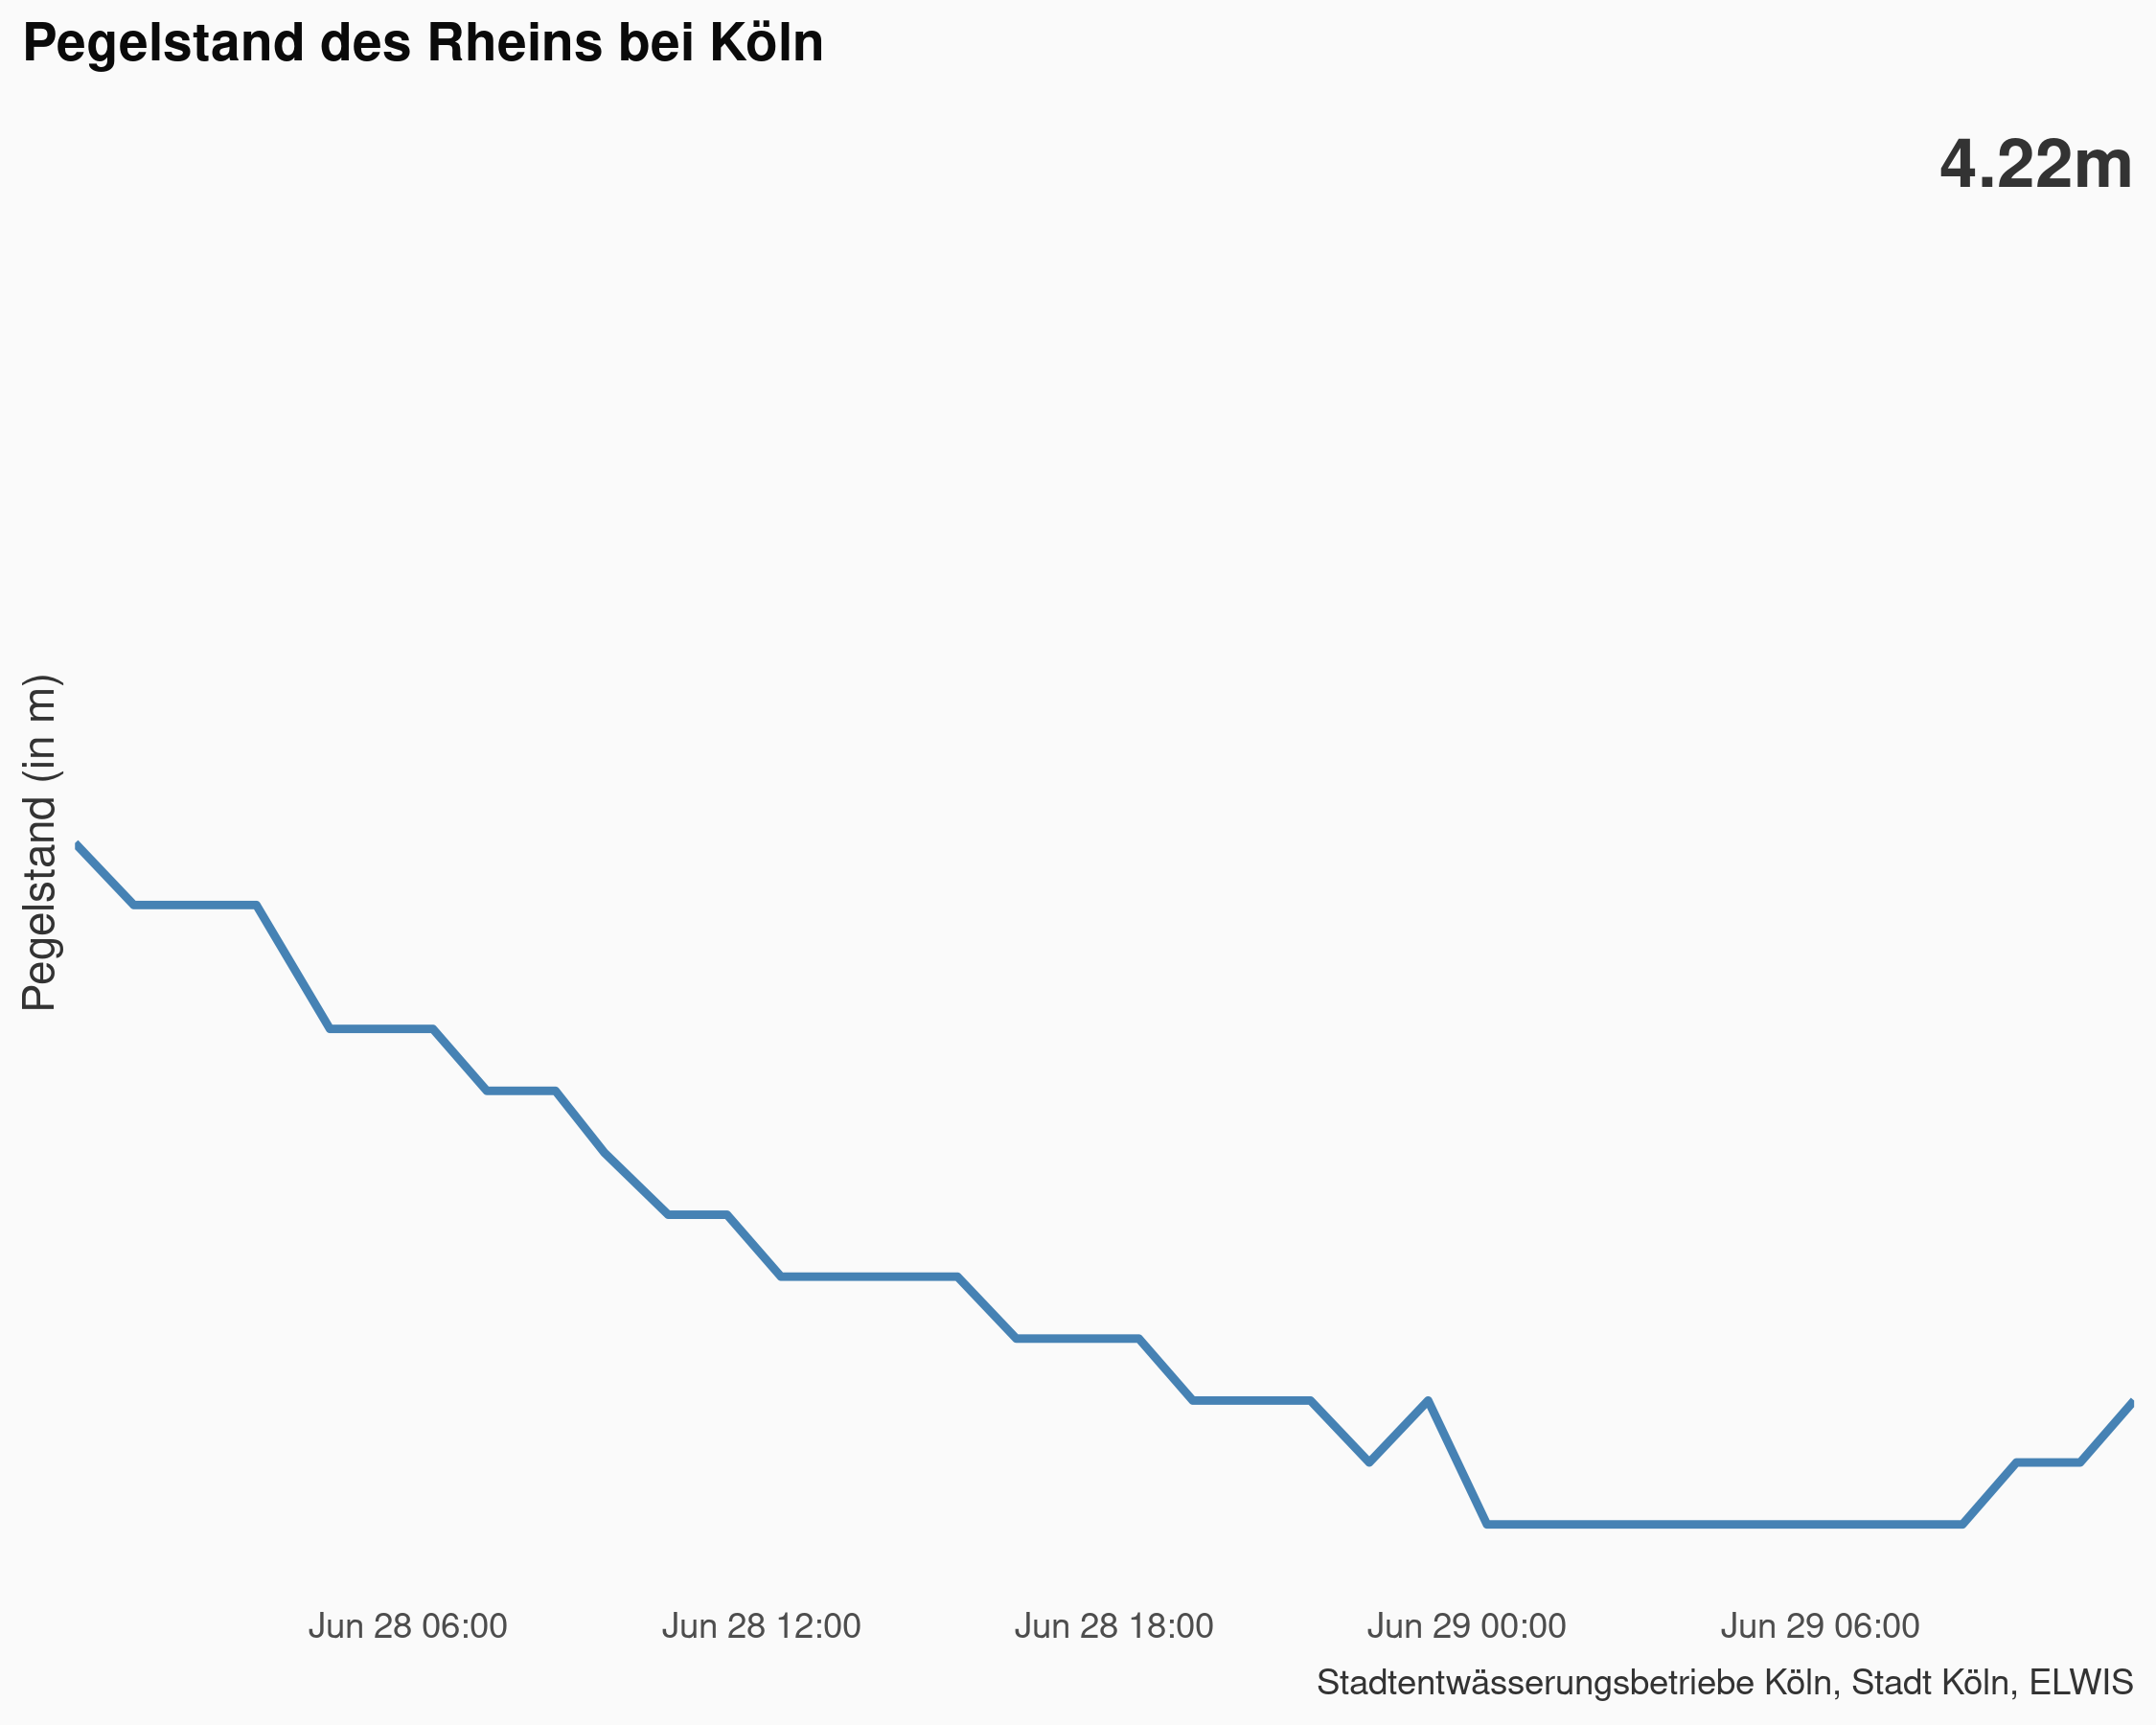 Pegelstand des Rheins bei Köln
4.22m
Pegelstand (in m)
Jun 28 06:00
Jun 28 12:00
Jun 28 18:00
Jun 29 00:00
Jun 29 06:00
Stadtentwässerungsbetriebe Köln, Stadt Köln, ELWIS